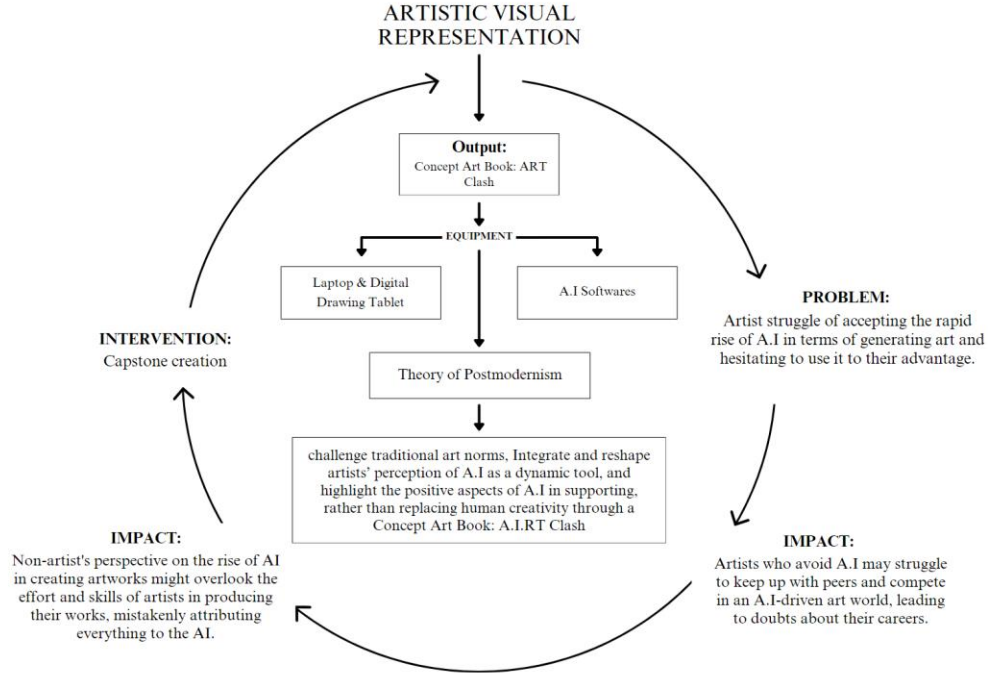 ARTISTIC VISUAL
REPRESENTATION
Output:
Concept Art Book: ART
Clash
EQUIPMENT
Laptop & Digital
Drawing Tablet
A.I Softwares
Theory of Postmodernism
challenge traditional art norms, Integrate and reshape
artists' perception of A.I as a dynamic tool, and
highlight the positive aspects of A.I in supporting,
rather than replacing human creativity through a
Concept Art Book: A.I.RT Clash
PROBLEM:
Artist struggle of accepting the rapid
rise of A.I in terms of generating art and
hesitating to use it to their advantage.
IMPACT:
Artists who avoid A.I may struggle
to keep up with peers and compete
in an A.I-driven art world, leading
to doubts about their careers.
IMPACT:
Non-artist's perspective on the rise of AI
in creating artworks might overlook the
effort and skills of artists in producing
their works, mistakenly attributing
everything to the AI.
INTERVENTION:
Capstone creation